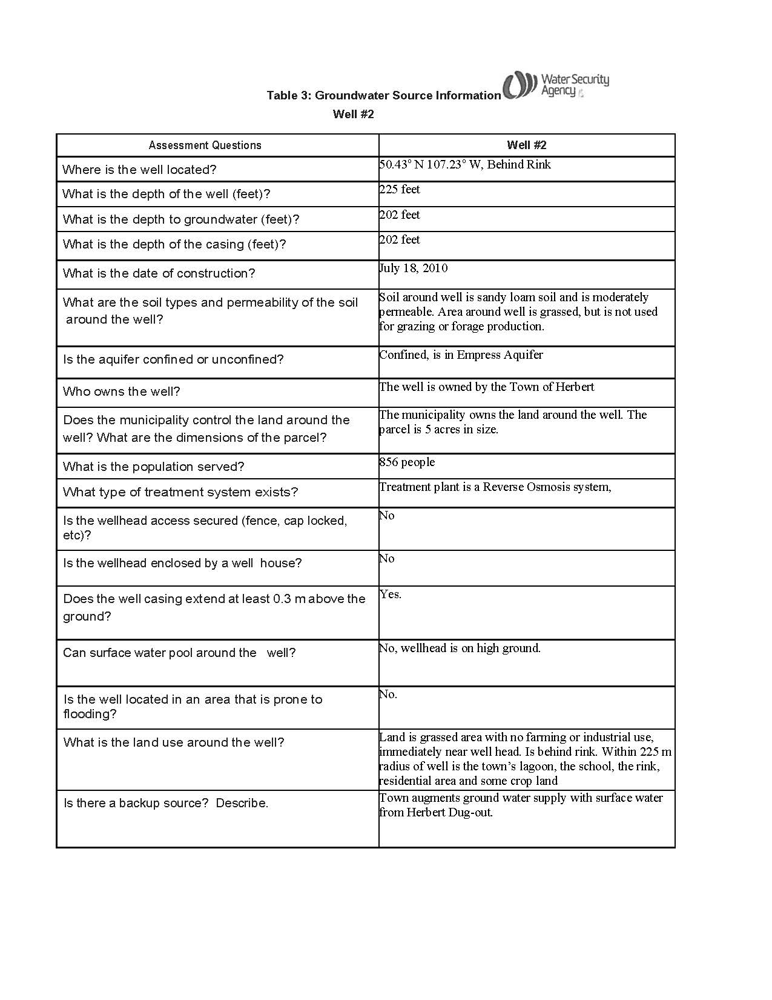 Water Security
Agency
Table 3: Groundwater Source Information
Well #2
Assessment Questions
Well #2
Where is the well located?
50.43° N 107.23° W, Behind Rink
What is the depth of the well (feet)?
225 feet
What is the depth to groundwater (feet)?
202 feet
What is the depth of the casing (feet)?
202 feet
What is the date of construction?
July 18, 2010
What are the soil types and permeability of the soil
around the well?
Soil around well is sandy loam soil and is moderately
permeable. Area around well is grassed, but is not used
for grazing or forage production.
Is the aquifer confined or unconfined?
Confined, is in Empress Aquifer
Who owns the well?
The well is owned by the Town of Herbert
Does the municipality control the land around the
well? What are the dimensions of the parcel?
The municipality owns the land around the well. The
parcel is 5 acres in size.
What is the population served?
856 people
What type of treatment system exists?
Treatment plant is a Reverse Osmosis system,
Is the wellhead access secured (fence, cap locked,
etc)?
No
Is the wellhead enclosed by a well house?
No
Does the well casing extend at least 0.3 m above the
ground?
Yes.
Can surface water pool around the well?
No, wellhead is on high ground.
Is the well located in an area that is prone to
flooding?
No.
What is the land use around the well?
Land is grassed area with no farming or industrial use,
immediately near well head. Is behind rink. Within 225 m
radius of well is the town's lagoon, the school, the rink,
residential area and some crop land
Is there a backup source? Describe.
Town augments ground water supply with surface water
from Herbert Dug-out.